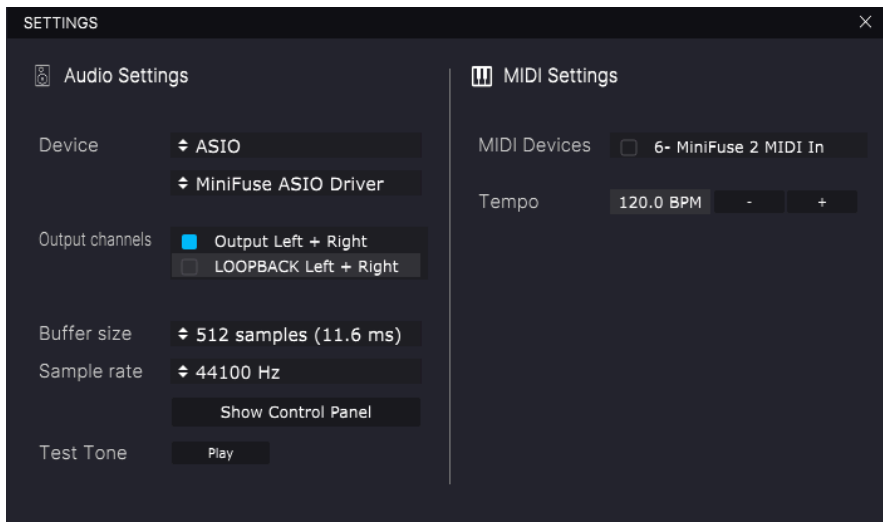 SETTINGS
Audio Settings
Device
ASIO
MiniFuse ASIO Driver
Output channels
Output Left + Right
LOOPBACK Left + Right
Buffer size
512 samples (11.6 ms)
Sample rate
44100 Hz
Show Control Panel
Test Tone
Play
MIDI Settings
MIDI Devices
6- MiniFuse 2 MIDI In
Tempo
120.0 BPM
-
+